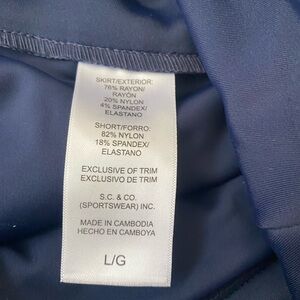 SKIRT/EXTERIOR:
76% RAYON/
RAYÓN
20% NYLON
4% SPANDEX/
ELASTANO
SHORT/FORRO:
82% NYLON
18% SPANDEX/
ELASTANO
EXCLUSIVE OF TRIM
EXCLUSIVO DE TRIM
S.C. & CO.
(SPORTSWEAR) INC.
MADE IN CAMBODIA
HECHO EN CAMBOYA
L/G